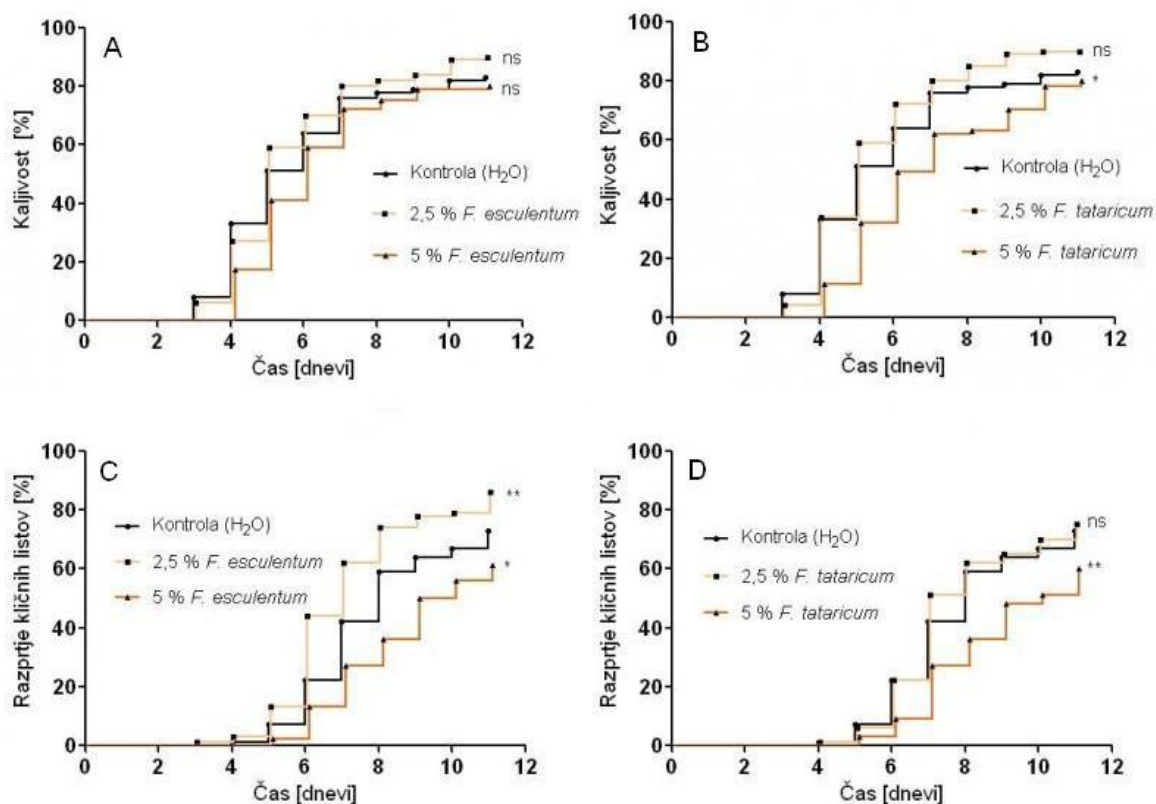 A
100
80
60
40
20
0
Kaljivost [%]
ns
ns
Kontrola (H₂O)
2,5 % F. esculentum
5 % F. esculentum
0 2 4 6 8 10 12
Čas [dnevi]
B
100
80
60
40
20
0
Kaljivost [%]
ns
*
Kontrola (H₂O)
2,5 % F. tataricum
5 % F. tataricum
0 2 4 6 8 10 12
Čas [dnevi]
C
100
80
60
40
20
0
Razprtje kličnih listov [%]
**
*
Kontrola (H₂O)
2,5 % F. esculentum
5 % F. esculentum
0 2 4 6 8 10 12
Čas [dnevi]
D
100
80
60
40
20
0
Razprtje kličnih listov [%]
ns
**
Kontrola (H₂O)
2,5 % F. tataricum
5 % F. tataricum
0 2 4 6 8 10 12
Čas [dnevi]